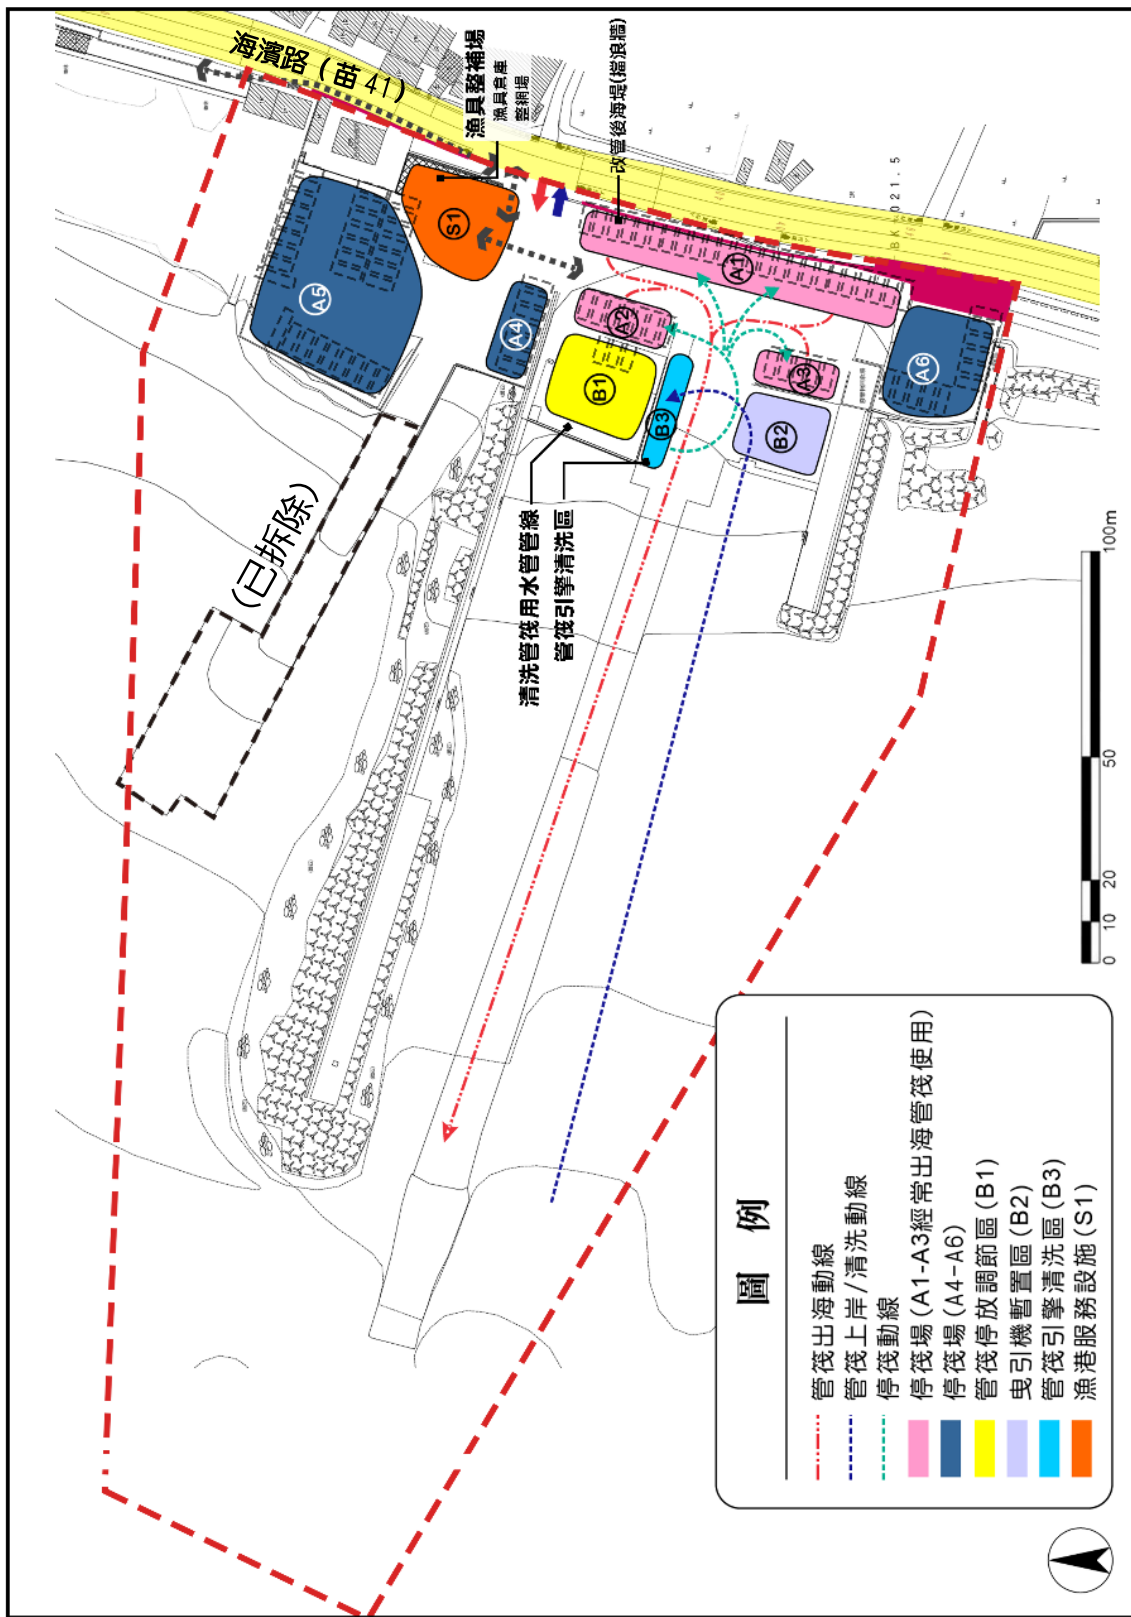 海濱路（苗 41）
漁具整補場
漁具倉庫
整網場
改管後海堤(擋浪牆)
BK 021.5
A5
S1
A4
A1
A2
B1
B3
A3
B2
A6
(已拆除)
清洗管筏用水管管線
管筏引擎清洗區
0 10 20 50 100m
圖 例
管筏出海動線
管筏上岸/清洗動線
停筏動線
停筏場(A1-A3經常出海管筏使用)
停筏場(A4-A6)
管筏停放調節區(B1)
曳引機暫置區(B2)
管筏引擎清洗區(B3)
漁港服務設施(S1)